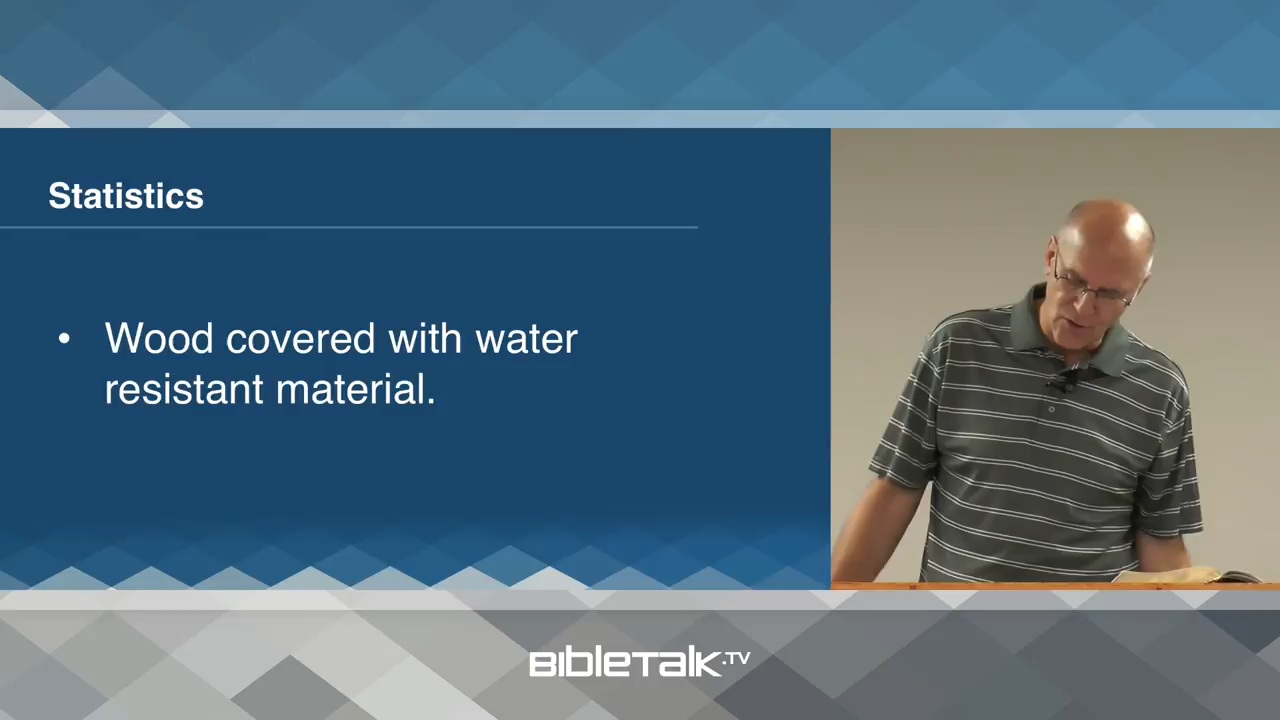 Statistics
• Wood covered with water
resistant material.
BIBLETALK.TV